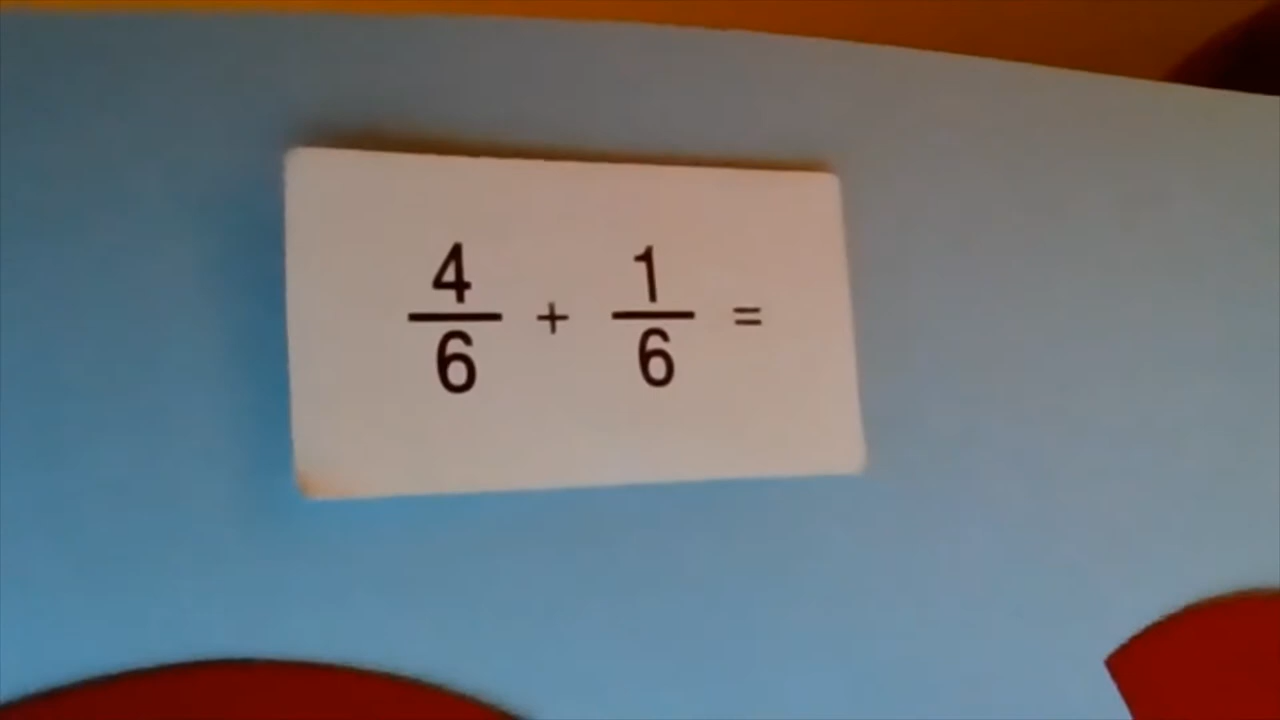 4/6 + 1/6 =